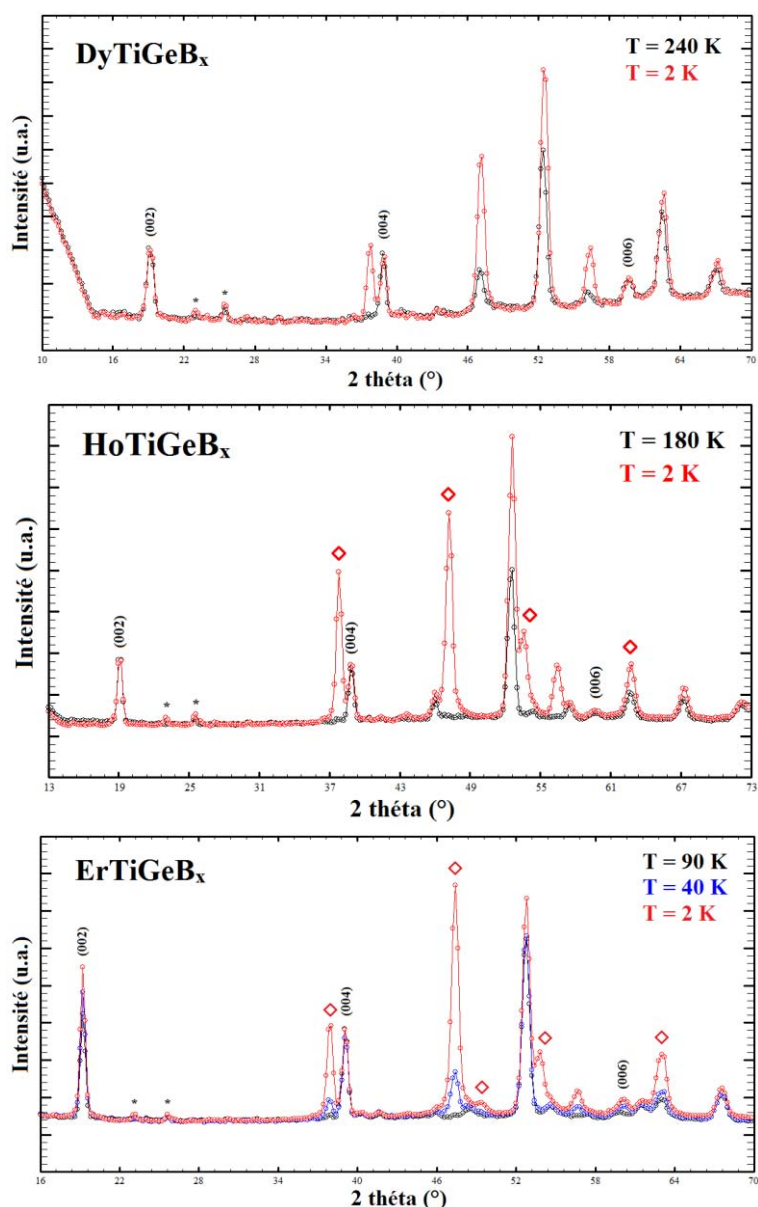 DyTiGeBx
T = 240 K
T = 2 K
Intensité (u.a.)
(002)
*
*
(004)
(006)
10 16 22 28 34 40 46 52 58 64 70
2 théta (°)
HoTiGeBx
T = 180 K
T = 2 K
Intensité (u.a.)
(002)
*
*
(004)
(006)
13 19 25 31 37 43 49 55 61 67 73
2 théta (°)
ErTiGeBx
T = 90 K
T = 40 K
T = 2 K
Intensité (u.a.)
(002)
*
*
(004)
(006)
16 22 28 34 40 46 52 58 64 70
2 théta (°)